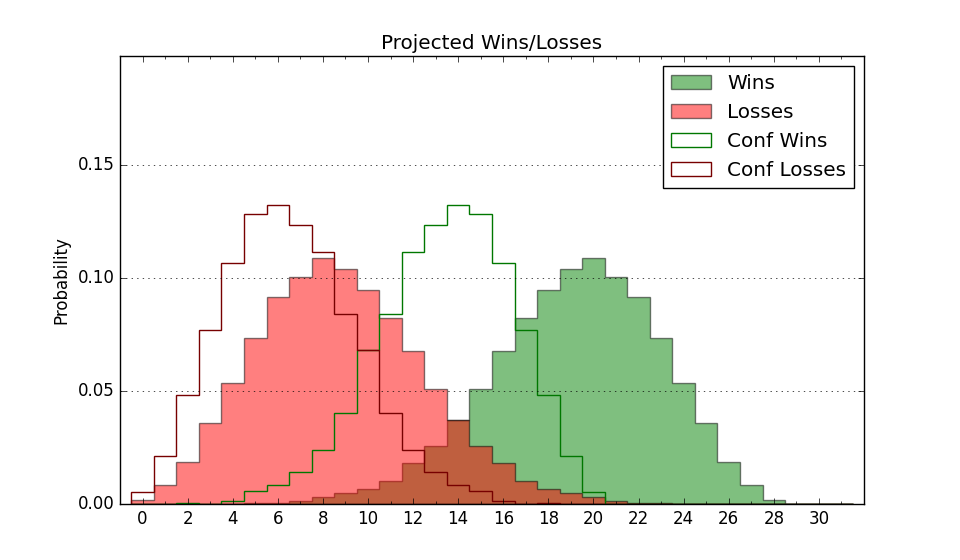 Projected Wins/Losses
Wins
Losses
Conf Wins
Conf Losses
Probability
0.15
0.10
0.05
0.00
0 2 4 6 8 10 12 14 16 18 20 22 24 26 28 30